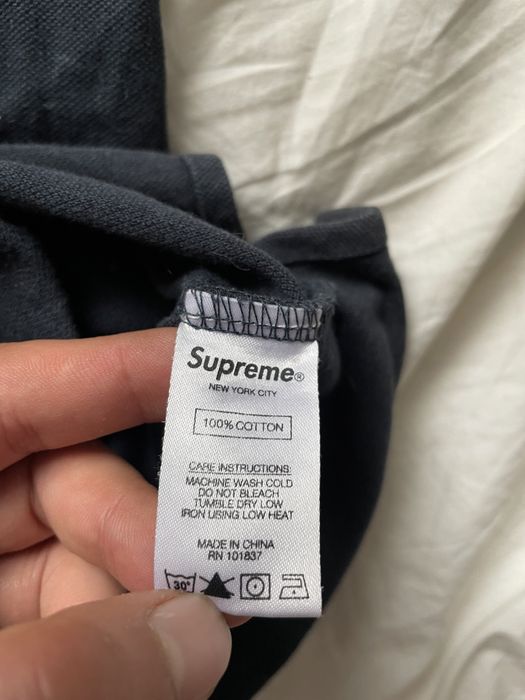 Supreme®
NEW YORK CITY
100% COTTON
CARE INSTRUCTIONS:
MACHINE WASH COLD
DO NOT BLEACH
TUMBLE DRY LOW
IRON USING LOW HEAT
MADE IN CHINA
RN 101837
30°